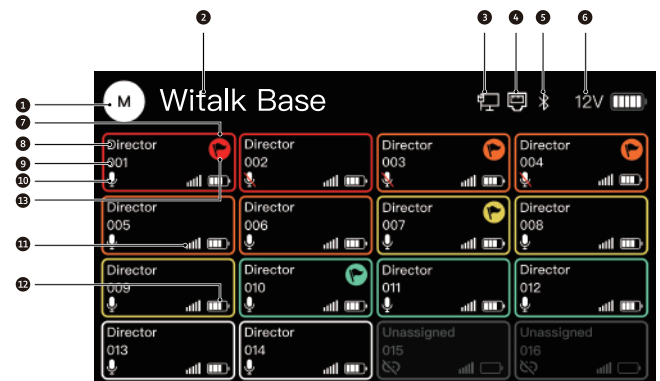 2 3 4 5 6
1 M Witalk Base 12V
7
8 Director Director Director Director
9 001 002 003 004
10
13
Director Director Director Director
005 006 007 008
11
Director Director Director Director
009 010 011 012
12
Director Director Unassigned Unassigned
013 014 015 016